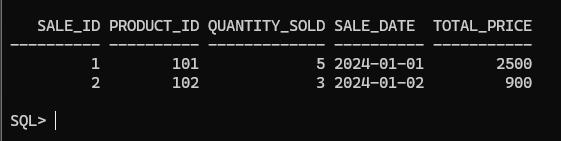 SALE_ID PRODUCT_ID QUANTITY_SOLD SALE_DATE  TOTAL_PRICE
---------- ---------- ------------- ---------- -----------
1 101 5 2024-01-01 2500
2 102 3 2024-01-02 900
SQL>